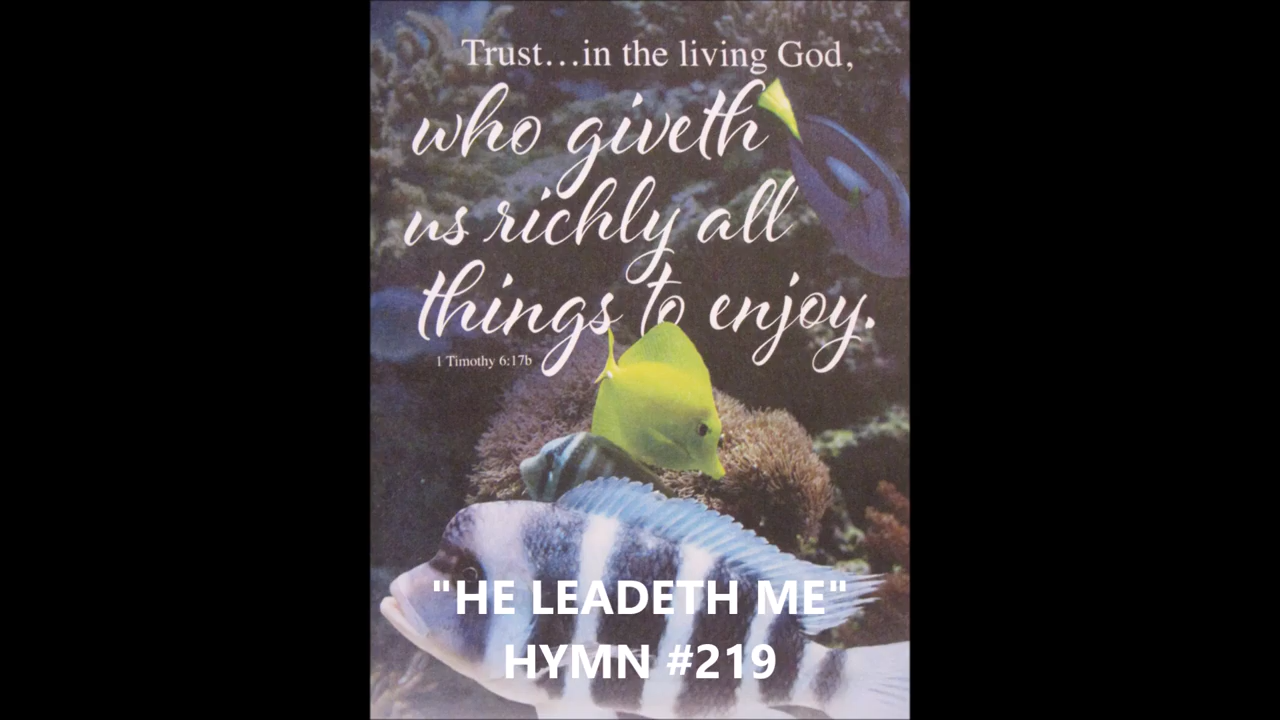 Trust...in the living God,
who giveth
us richly all
things to enjoy.
1 Timothy 6:17b
"HE LEADETH ME"
HYMN #219